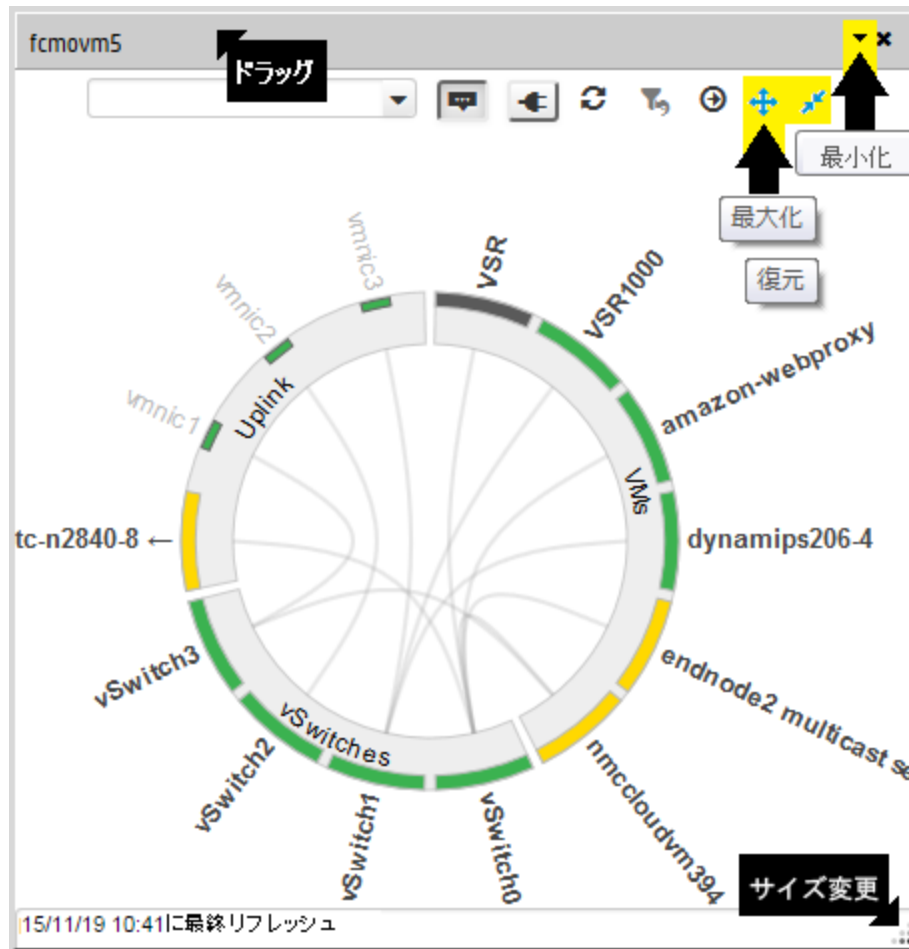 fcmovm5
ドラッグ
最小化
最大化
復元
vmnic3
VSR
vmnic2
VSR1000
vmnic1
Uplink
amazon-webproxy
VMs
tc-n2840-8 ←
dynamips206-4
vSwitch3
endnode2 multicast se
vSwitches
vSwitch2
nmccloudvm394
vSwitch1
vSwitch0
サイズ変更
15/11/19 10:41に最終リフレッシュ